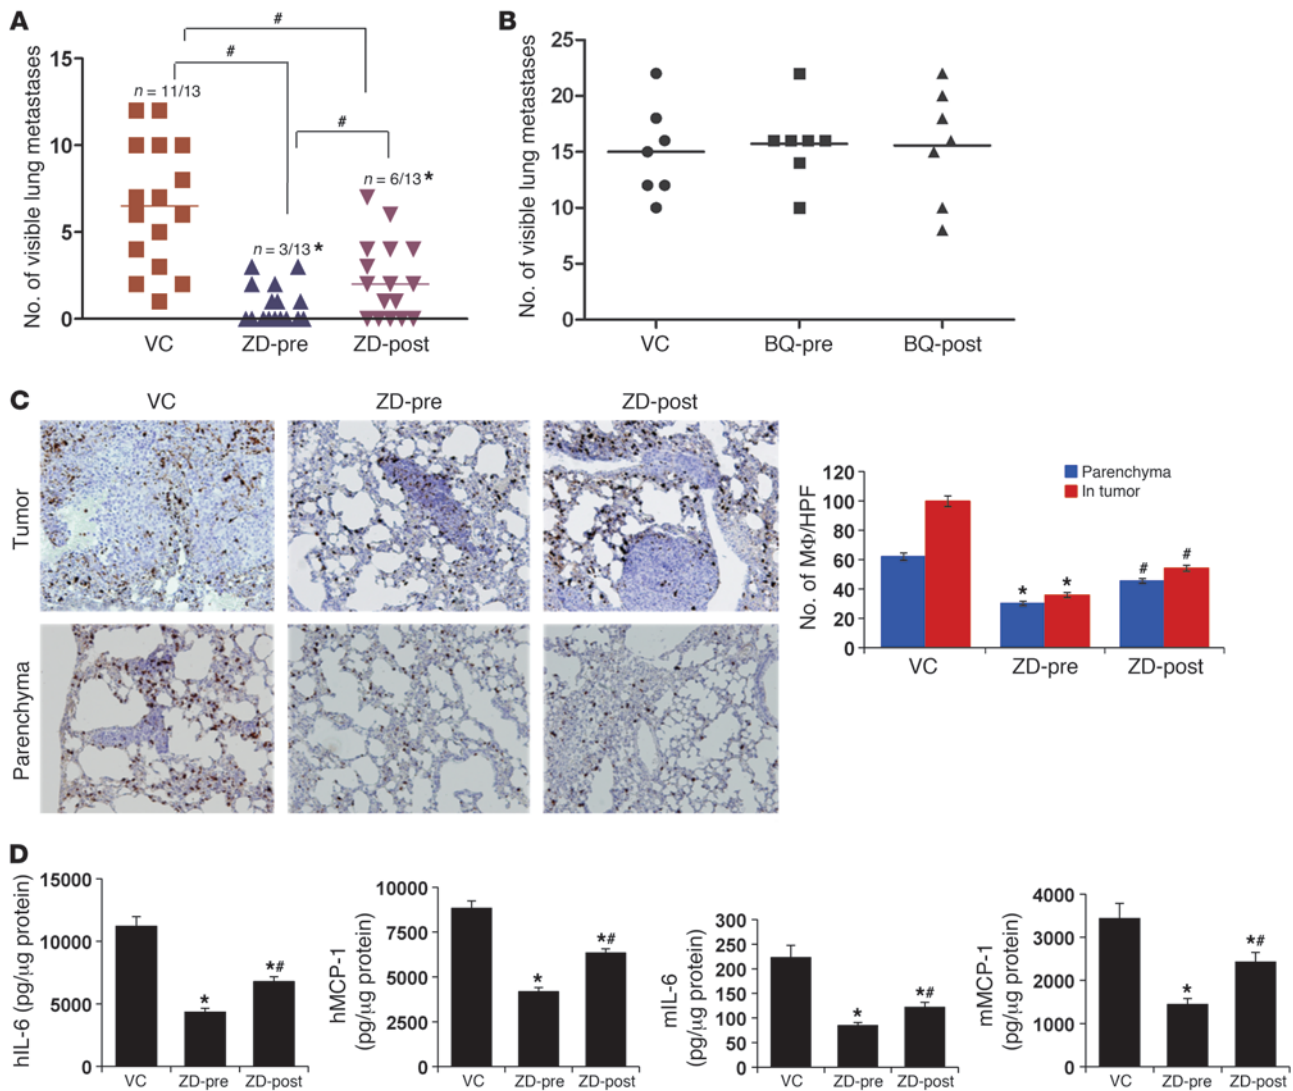 A
No. of visible lung metastases
15
10
5
0
#
#
#
n = 11/13
n = 3/13 *
n = 6/13 *
VC
ZD-pre
ZD-post
B
No. of visible lung metastases
25
20
15
10
5
0
VC
BQ-pre
BQ-post
C
VC
ZD-pre
ZD-post
Tumor
Parenchyma
No. of MΦ/HPF
120
100
80
60
40
20
0
Parenchyma
In tumor
*
*
#
#
VC
ZD-pre
ZD-post
D
hIL-6 (pg/µg protein)
15000
10000
5000
0
*
*#
VC
ZD-pre
ZD-post
hMCP-1
(pg/µg protein)
10000
7500
5000
2500
0
*
*#
VC
ZD-pre
ZD-post
mIL-6
(pg/µg protein)
300
250
200
150
100
50
0
*
*#
VC
ZD-pre
ZD-post
mMCP-1
(pg/µg protein)
4000
3000
2000
1000
0
*
*#
VC
ZD-pre
ZD-post